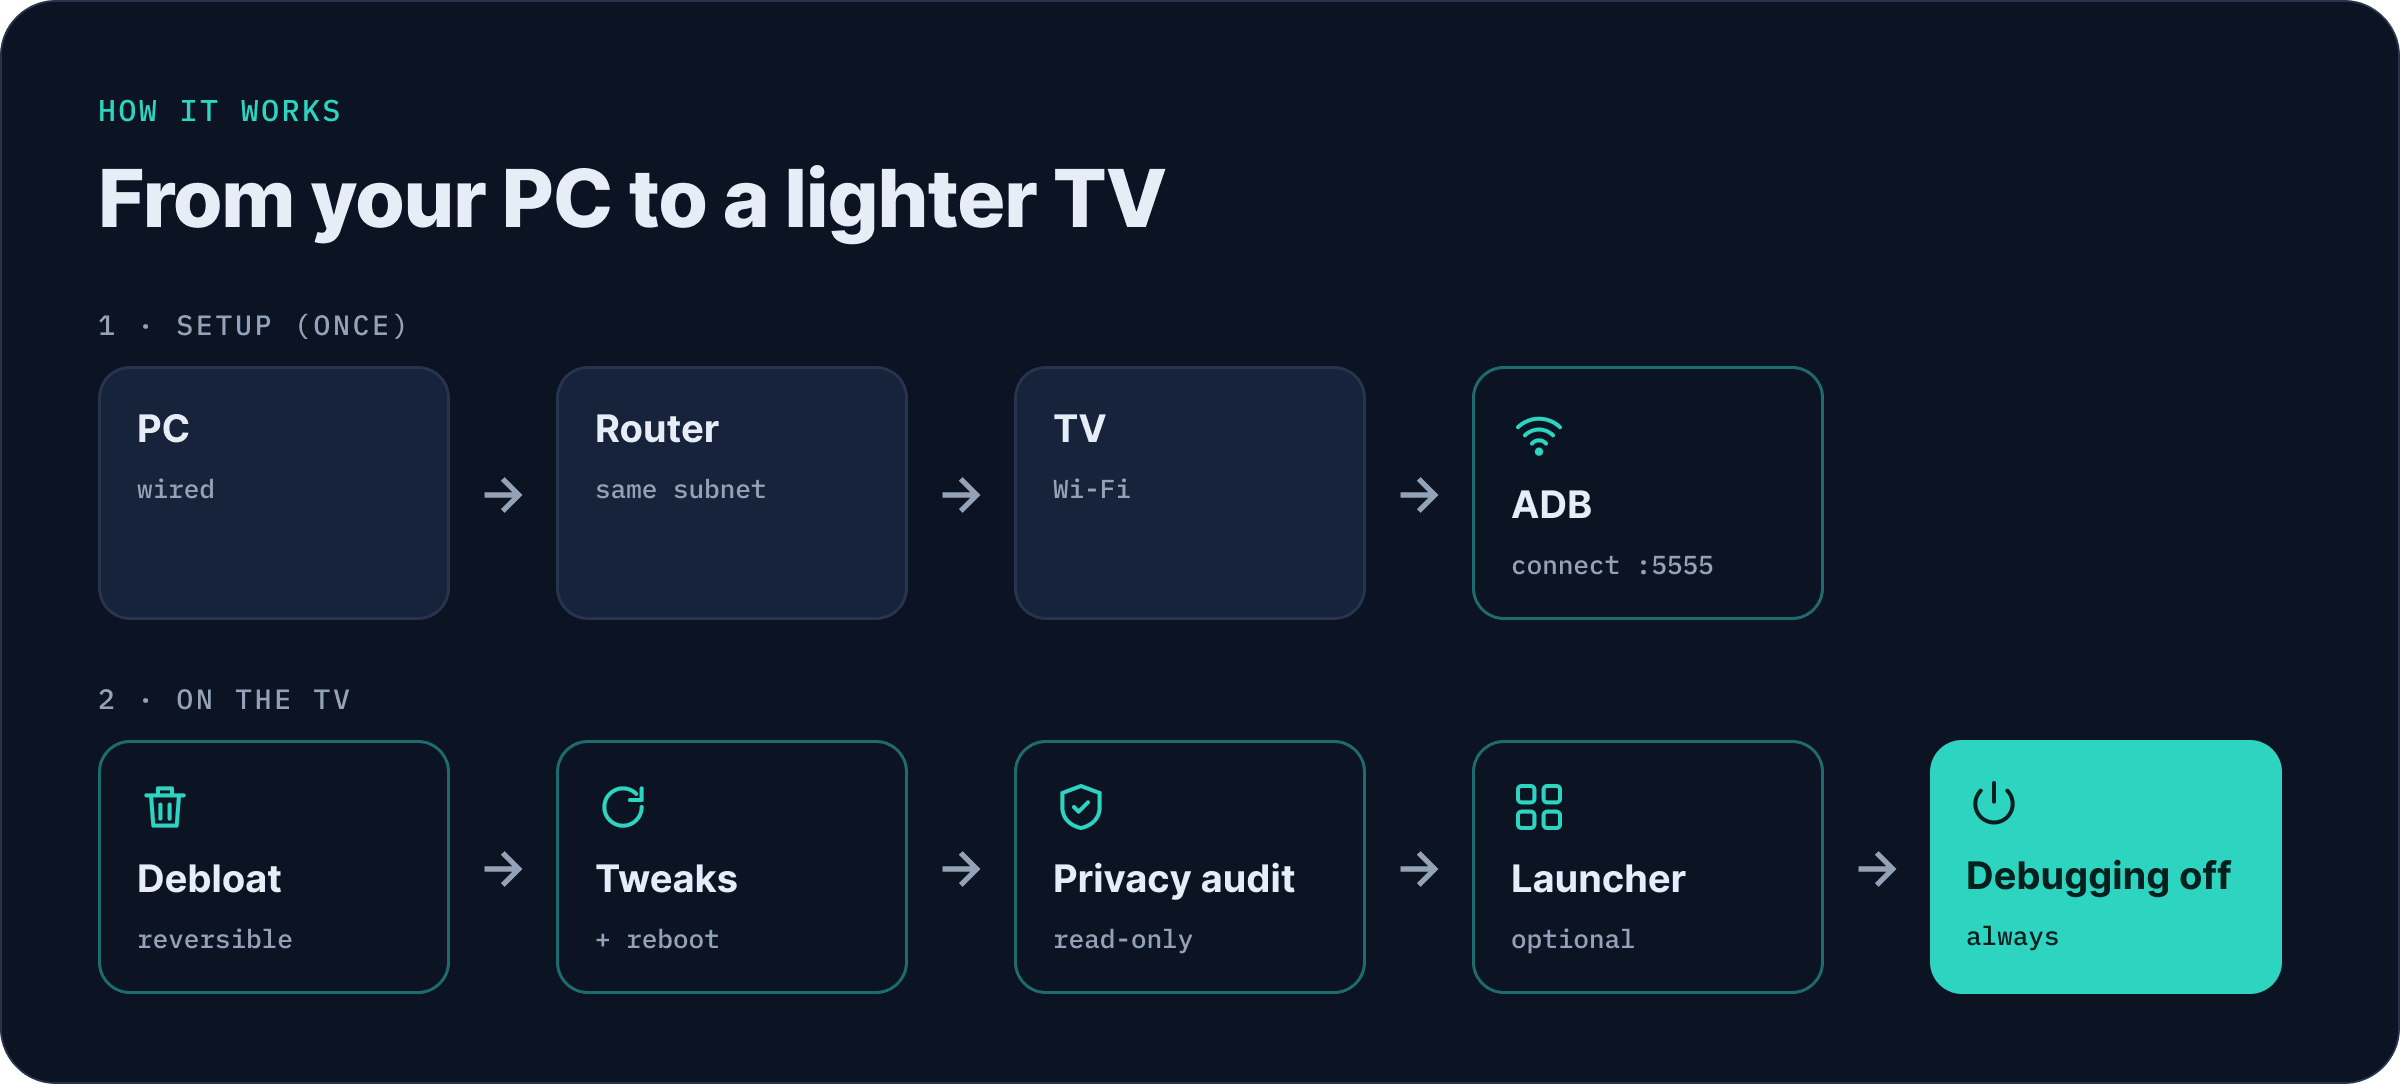 HOW IT WORKS
From your PC to a lighter TV
1 · SETUP (ONCE)
PC
wired
Router
same subnet
TV
Wi-Fi
ADB
connect :5555
2 · ON THE TV
Debloat
reversible
Tweaks
+ reboot
Privacy audit
read-only
Launcher
optional
Debugging off
always